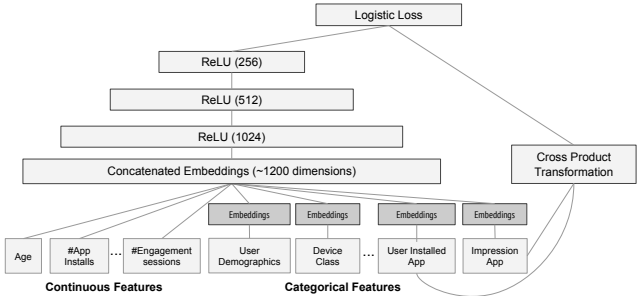 Logistic Loss
ReLU (256)
ReLU (512)
ReLU (1024)
Concatenated Embeddings (~1200 dimensions)
Cross Product
Transformation
Embeddings
Embeddings
Embeddings
Embeddings
Age
#App
Installs
...
#Engagement
sessions
User
Demographics
Device
Class
...
User Installed
App
Impression
App
Continuous Features
Categorical Features